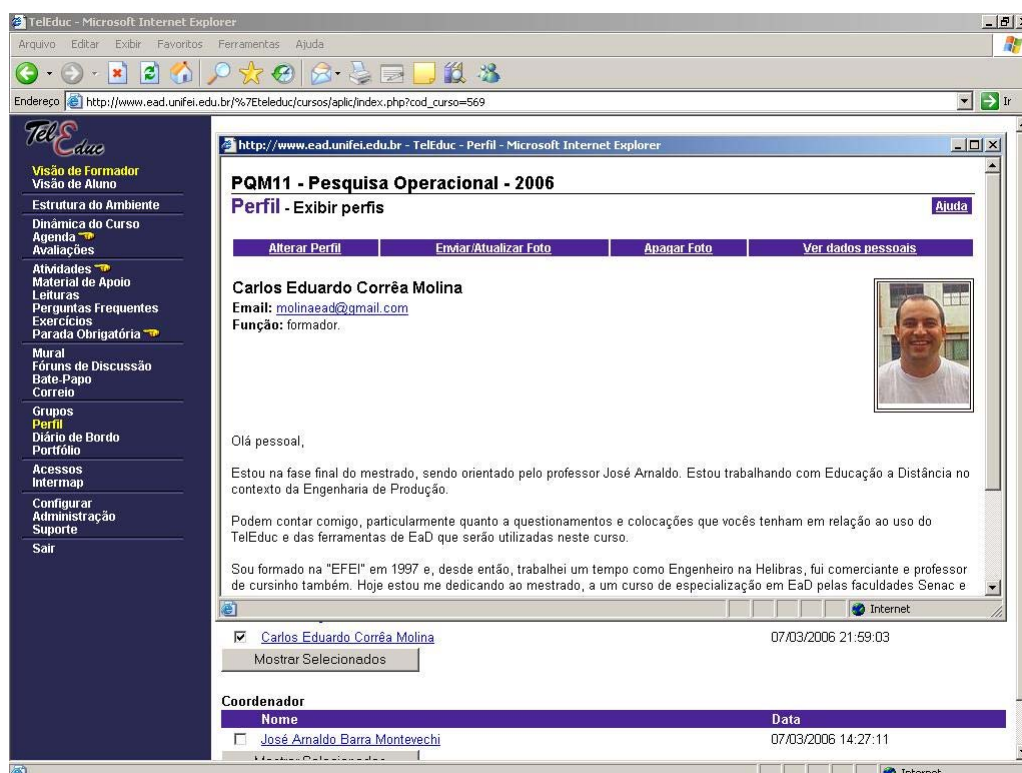 TelEduc - Microsoft Internet Explorer
Arquivo Editar Exibir Favoritos Ferramentas Ajuda
Endereço http://www.ead.unifei.edu.br/%7Eteleduc/cursos/aplic/index.php?cod_curso=569 Ir
TelEduc
Visão de Formador
Visão de Aluno
Estrutura do Ambiente
Dinâmica do Curso
Agenda
Avaliações
Atividades
Material de Apoio
Leituras
Perguntas Frequentes
Exercícios
Parada Obrigatória
Mural
Fóruns de Discussão
Bate-Papo
Correio
Grupos
Perfil
Diário de Bordo
Portfólio
Acessos
Intermap
Configurar
Administração
Suporte
Sair
http://www.ead.unifei.edu.br - TelEduc - Perfil - Microsoft Internet Explorer
PQM11 - Pesquisa Operacional - 2006
Perfil - Exibir perfis Ajuda
Alterar Perfil Enviar/Atualizar Foto Apagar Foto Ver dados pessoais
Carlos Eduardo Corrêa Molina
Email: molinaead@gmail.com
Função: formador.
Olá pessoal,
Estou na fase final do mestrado, sendo orientado pelo professor José Arnaldo. Estou trabalhando com Educação a Distância no
contexto da Engenharia de Produção.
Podem contar comigo, particularmente quanto a questionamentos e colocações que vocês tenham em relação ao uso do
TelEduc e das ferramentas de EaD que serão utilizadas neste curso.
Sou formado na "EFEI" em 1997 e, desde então, trabalhei um tempo como Engenheiro na Helibras, fui comerciante e professor
de cursinho também. Hoje estou me dedicando ao mestrado, a um curso de especialização em EaD pelas faculdades Senac e
Internet
Carlos Eduardo Corrêa Molina 07/03/2006 21:59:03
Mostrar Selecionados
Coordenador
Nome Data
José Arnaldo Barra Montevechi 07/03/2006 14:27:11
Mostrar Selecionados
Internet